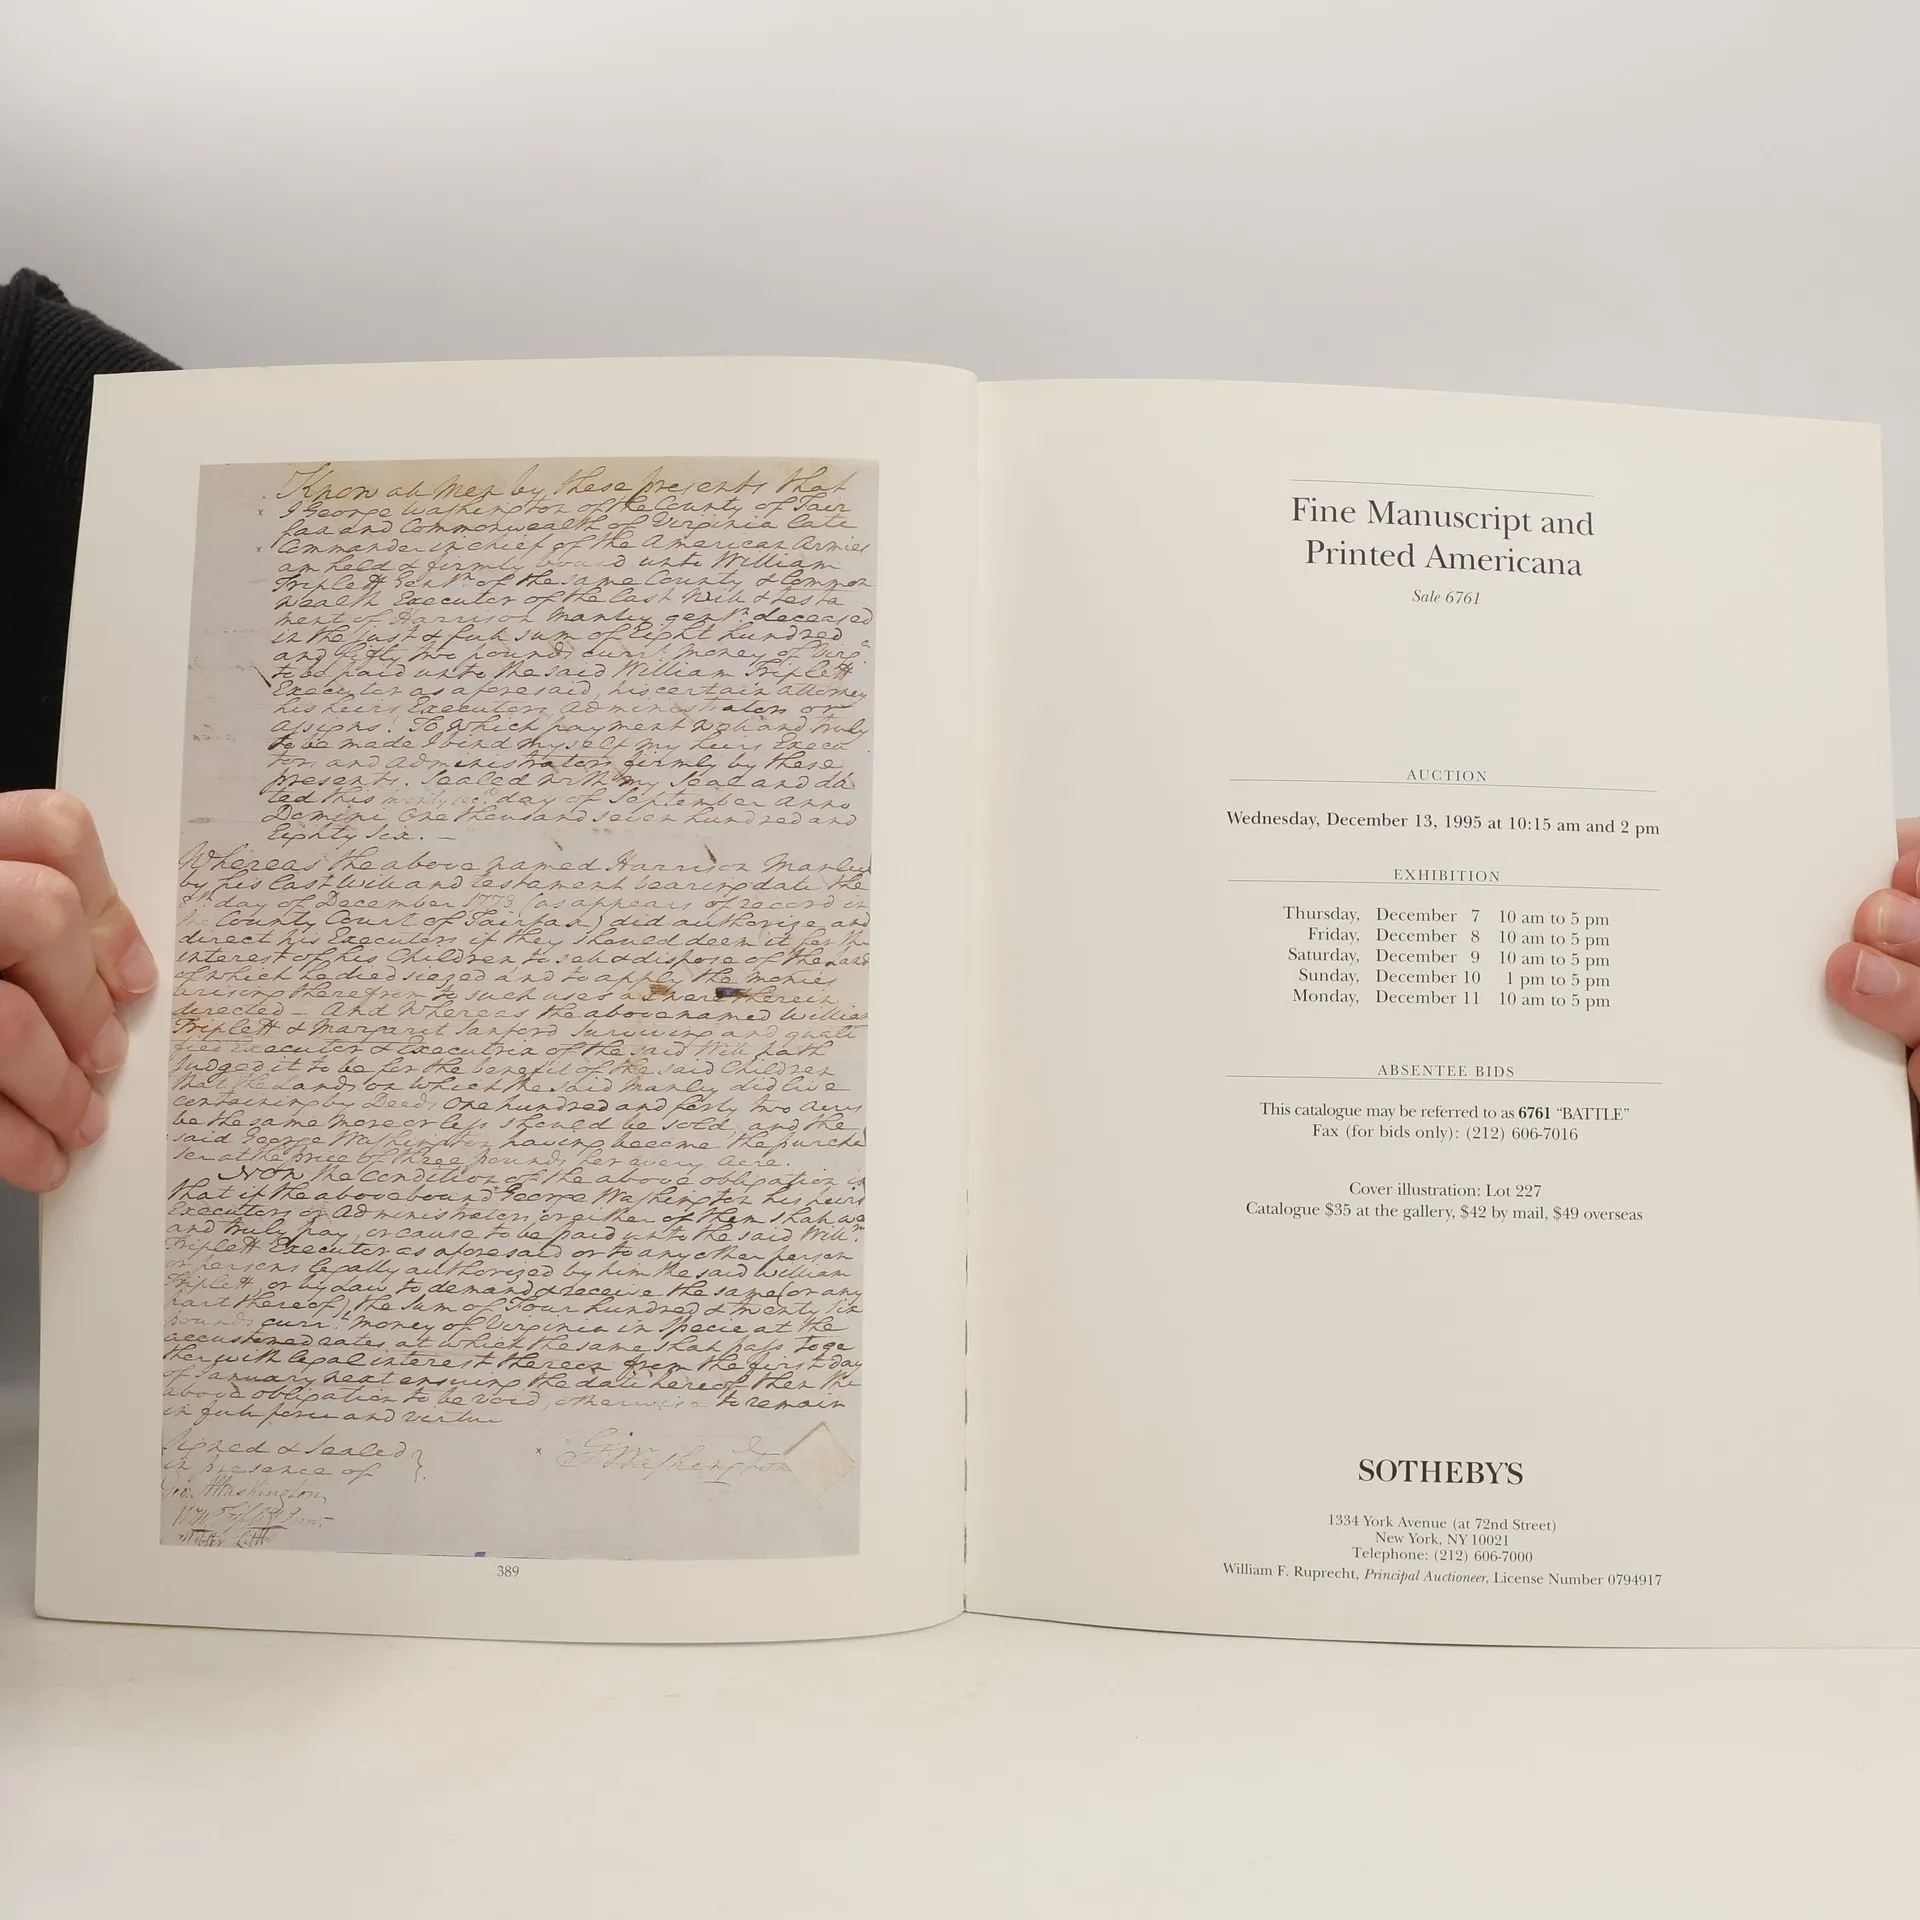 Know all Men by these presents that
I George Washington of the County of Fair
fax and Commonwealth of Virginia late
Commander in chief of the American Armies
am held & firmly bound unto William
Triplett Gentn. of the same County & Common
wealth Executor of the last Will & testa
ment of Harrison Manley gentn. deceased
in the just & full sum of Eight hundred
and fifty two pounds currt. money of Virga.
to be paid unto the said William Triplett
Executor as aforesaid, his certain attorney
his heirs Executors, Administrators or
assigns. To Which payment well and truly
to be made I bind myself my heirs Execu
tors and Administrators firmly by these
presents. Sealed with my Seal and da
ted this day of September Anno
Domini One thousand seven hundred and
Eighty Six. —
Whereas the above named Harrison Manley
by his last Will and testament bearing date the
8th day of December 1773 (as appears of record in
the County Court of Fairfax) did authorise and
direct his Executors if they should deem it for the
interest of his Children to sell & dispose of the Land
of which he died siezed and to apply the monies
arising therefrom to such uses as were therein
directed — And Whereas the above named William
Triplett & Margaret Sanford Surviving and quali
fied Executor & Executrix of the said Will hath
Judged it to be for the benefit of the said Children
that the Lands on which the said Manley did live
containing by Deeds One hundred and forty two Acres
be the same more or less should be sold, and the
said George Washington having become the purcha
ser at the price of three pounds per every Acre.
Now the Condition of the above obligation is
that if the above bound George Washington his heirs
Executors or Administrators, or either of them shall well
and truly pay, or cause to be paid unto the said Willm.
Triplett Executor as aforesaid or to any other person
or persons legally authorized by him the said William
Triplett, or by Law to demand & receive the same (or any
part thereof), the Sum of Four hundred & twenty Six
pounds currt. money of Virginia in Specie at the
accustomed rates at which the same shall pass toge
ther with legal interest thereon from the first day
of January next ensuing the date hereof then the
above obligation to be void, otherwise to remain
in full force and virtue
Signed & Sealed
in presence of
Go: Washington
Geo: A Washington
389
Fine Manuscript and
Printed Americana
Sale 6761
AUCTION
Wednesday, December 13, 1995 at 10:15 am and 2 pm
EXHIBITION
Thursday, December 7 10 am to 5 pm
Friday, December 8 10 am to 5 pm
Saturday, December 9 10 am to 5 pm
Sunday, December 10 1 pm to 5 pm
Monday, December 11 10 am to 5 pm
ABSENTEE BIDS
This catalogue may be referred to as 6761 “BATTLE”
Fax (for bids only): (212) 606-7016
Cover illustration: Lot 227
Catalogue $35 at the gallery, $42 by mail, $49 overseas
SOTHEBY'S
1334 York Avenue (at 72nd Street)
New York, NY 10021
Telephone: (212) 606-7000
William F. Ruprecht, Principal Auctioneer, License Number 0794917